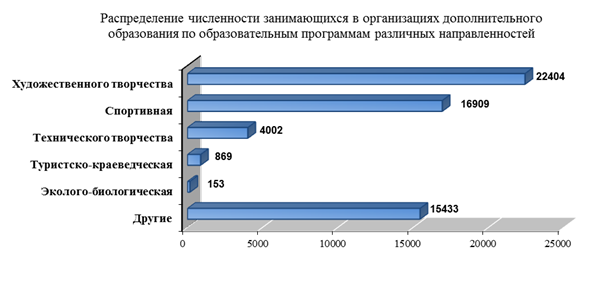 Распределение численности занимающихся в организациях дополнительного
образования по образовательным программам различных направленностей
Художественного творчества 22404
Спортивная 16909
Технического творчества 4002
Туристско-краеведческая 869
Эколого-биологическая 153
Другие 15433
0 5000 10000 15000 20000 25000